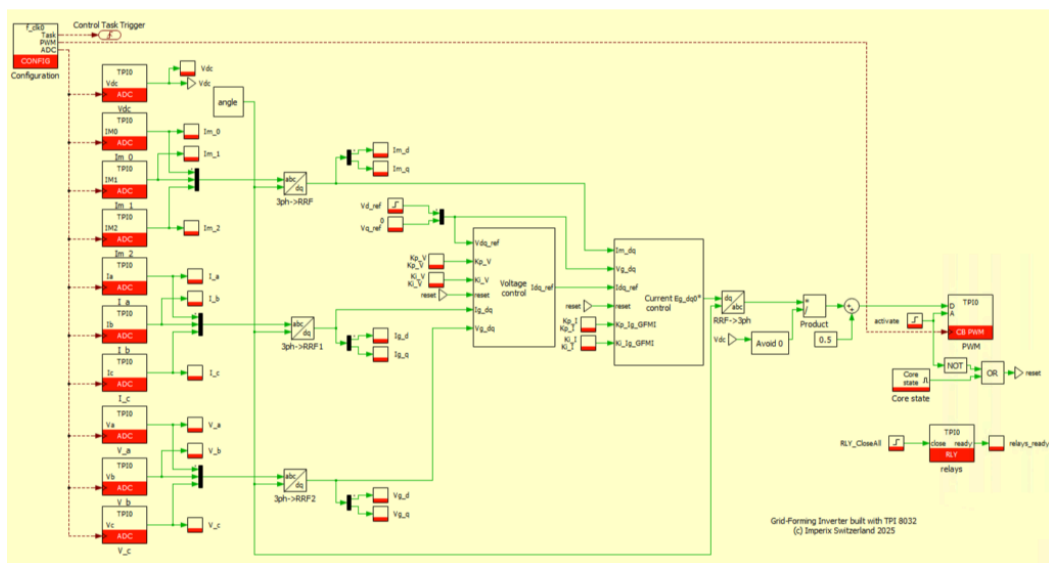 f_clk0
Task
PWM
ADC
CONFIG
Configuration
Control Task Trigger
TPI0
Vdc
ADC
Vdc
Vdc
Vdc
angle
TPI0
IM0
ADC
Im_0
Im_0
TPI0
IM1
ADC
Im_1
Im_1
TPI0
IM2
ADC
Im_2
Im_2
abc
dq
3ph->RRF
Im_d
Im_q
Vd_ref
0
Vq_ref
Kp_V
Kp_V
Ki_V
Ki_V
reset
Vdq_ref
Kp_V
Ki_V
reset
Ig_dq
Vg_dq
Voltage
control
Idq_ref
TPI0
Ia
ADC
I_a
I_a
TPI0
Ib
ADC
I_b
I_b
TPI0
Ic
ADC
I_c
I_c
abc
dq
3ph->RRF1
Ig_d
Ig_q
Im_dq
Vg_dq
Idq_ref
reset
Kp_Ig_GFMI
Ki_Ig_GFMI
Current
Eg_dq0*
control
reset
Kp_I
Kp_I
Ki_I
Ki_I
dq
abc
RRF->3ph
Vdc
Avoid 0
×
/
Product
0.5
activate
TPI0
D
A
CB PWM
PWM
NOT
OR
reset
Core
state
Core state
RLY_CloseAll
TPI0
close
ready
RLY
relays
relays_ready
TPI0
Va
ADC
V_a
V_a
TPI0
Vb
ADC
V_b
V_b
TPI0
Vc
ADC
V_c
V_c
abc
dq
3ph->RRF2
Vg_d
Vg_q
Grid-Forming Inverter built with TPI 8032
(c) Imperix Switzerland 2025